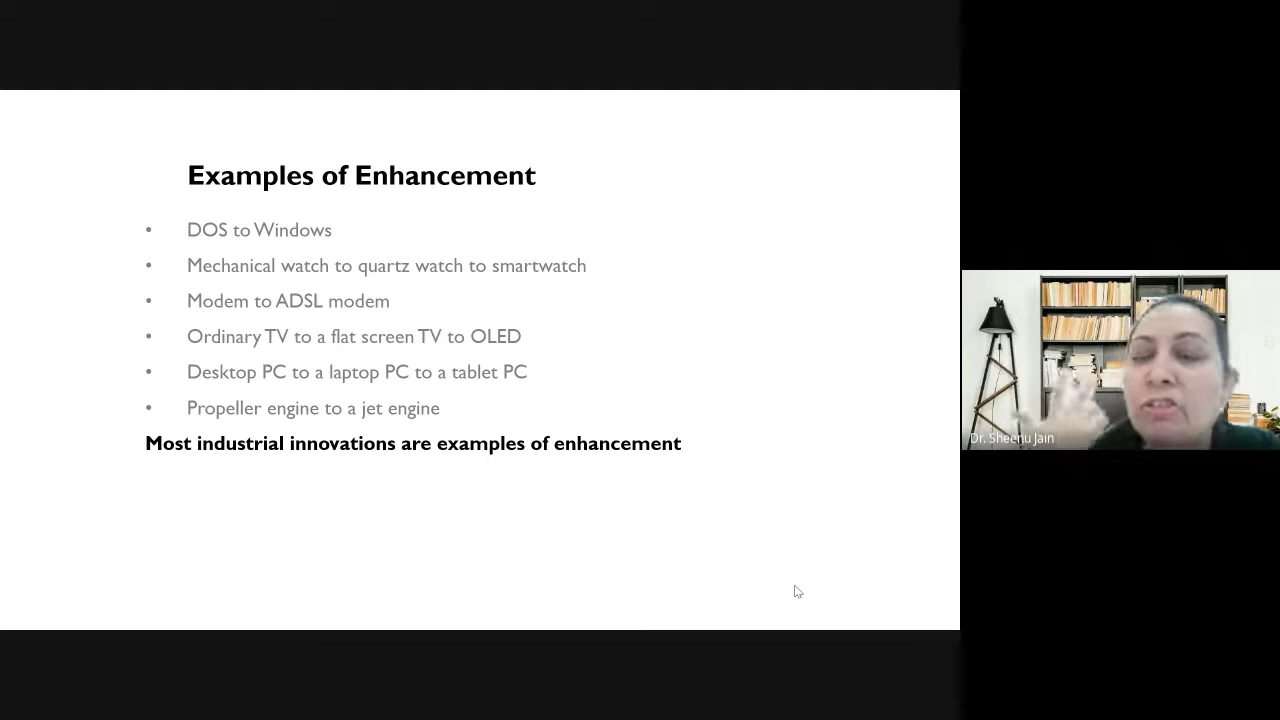 Examples of Enhancement
• DOS to Windows
• Mechanical watch to quartz watch to smartwatch
• Modem to ADSL modem
• Ordinary TV to a flat screen TV to OLED
• Desktop PC to a laptop PC to a tablet PC
• Propeller engine to a jet engine
Most industrial innovations are examples of enhancement
Dr. Sheenu Jain